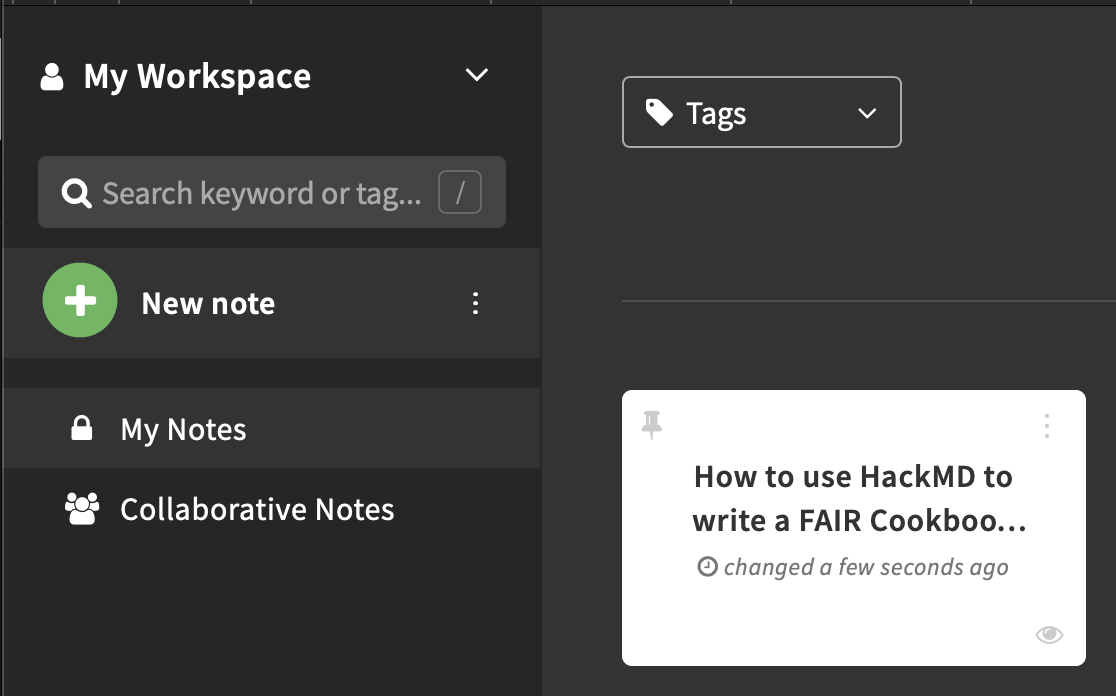 My Workspace
Search keyword or tag... /
New note
My Notes
Collaborative Notes
Tags
How to use HackMD to
write a FAIR Cookboo...
changed a few seconds ago